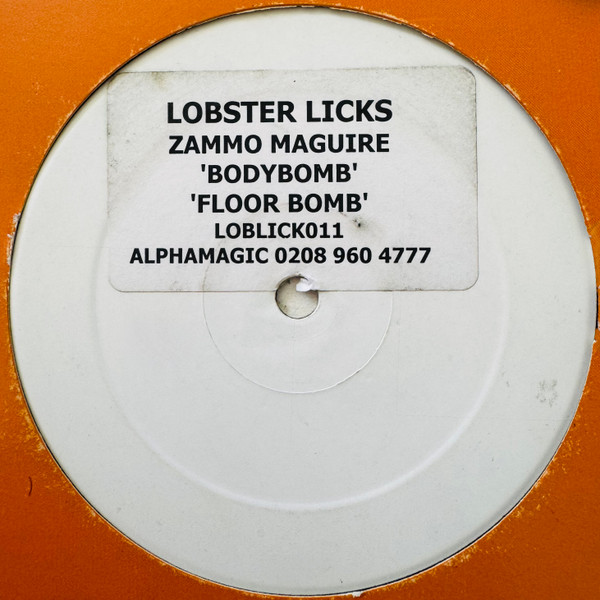 LOBSTER LICKS
ZAMMO MAGUIRE
'BODYBOMB'
'FLOOR BOMB'
LOBLICK011
ALPHAMAGIC 0208 960 4777